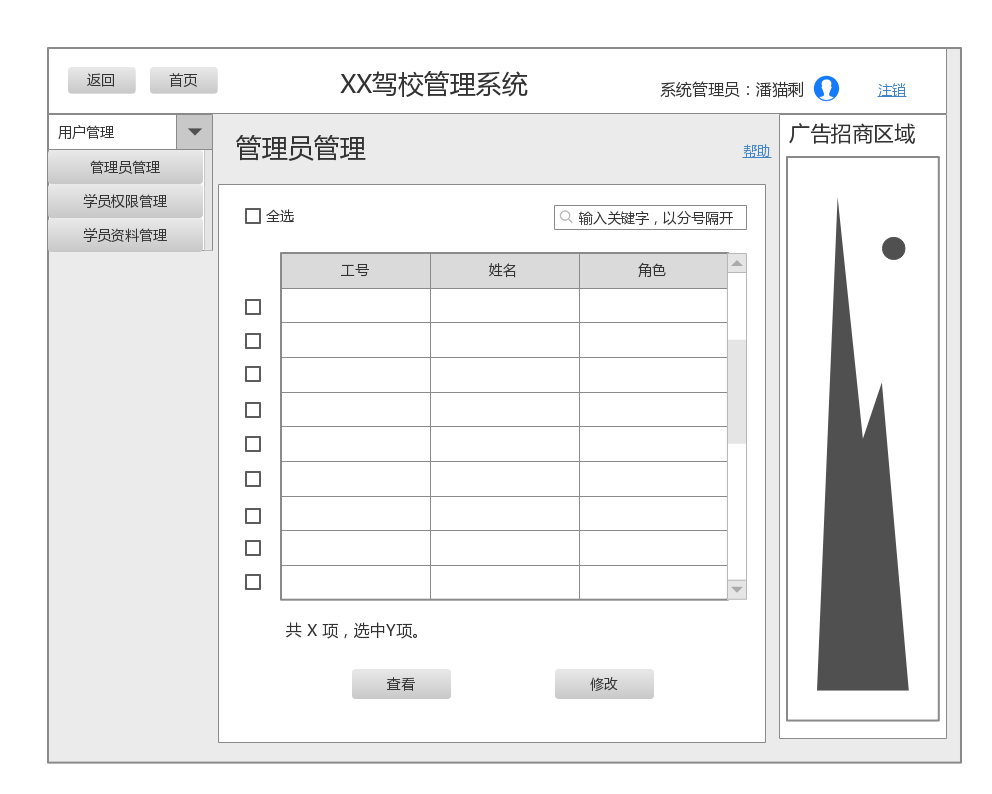 返回
首页
XX驾校管理系统
系统管理员：潘猫剩
注销
用户管理
管理员管理
学员权限管理
学员资料管理
管理员管理
帮助
全选
输入关键字，以分号隔开
工号 姓名 角色
共 X 项，选中Y项。
查看
修改
广告招商区域